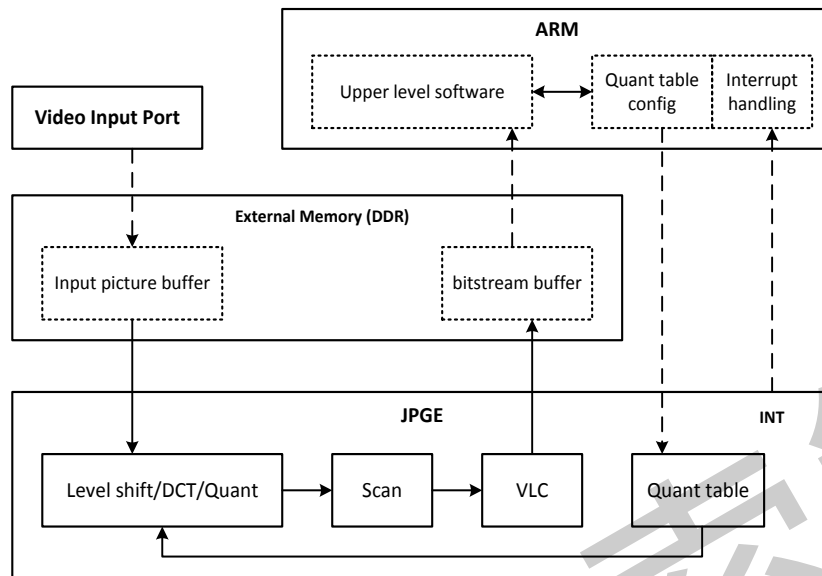 ARM
Upper level software
Quant table
config
Interrupt
handling
Video Input Port
External Memory (DDR)
Input picture buffer
bitstream buffer
JPGE
INT
Level shift/DCT/Quant
Scan
VLC
Quant table